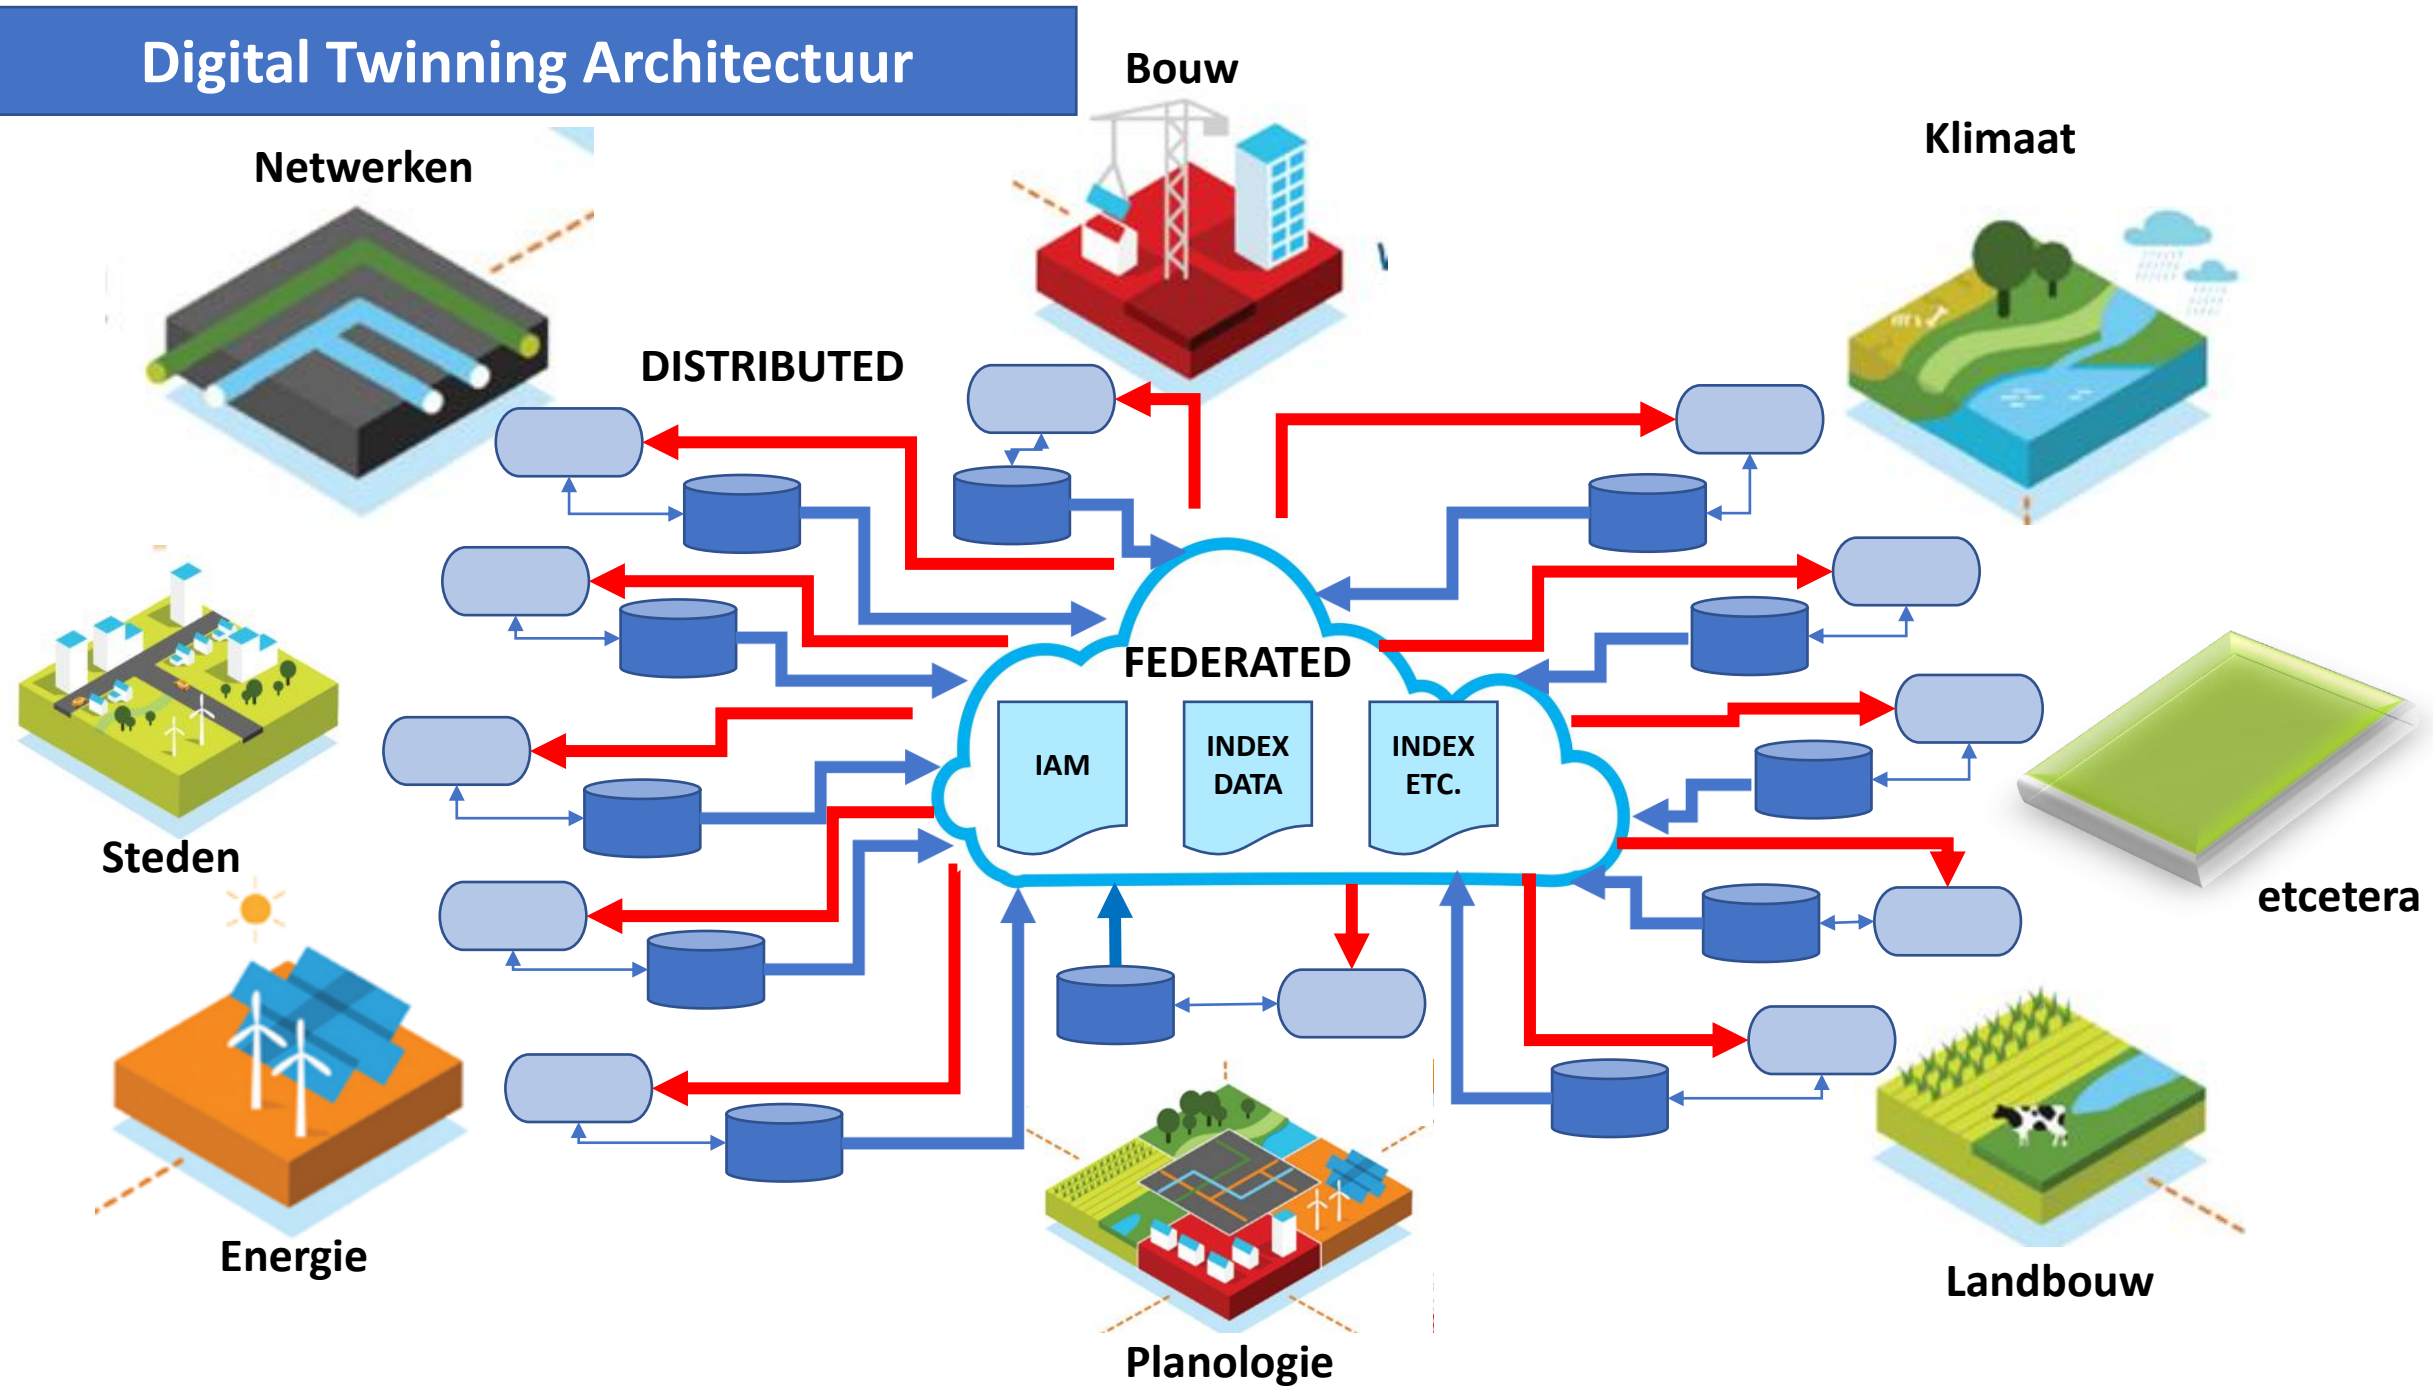 Digital Twinning Architectuur
Bouw
Klimaat
Netwerken
DISTRIBUTED
FEDERATED
IAM
INDEX
DATA
INDEX
ETC.
Steden
etcetera
Energie
Landbouw
Planologie